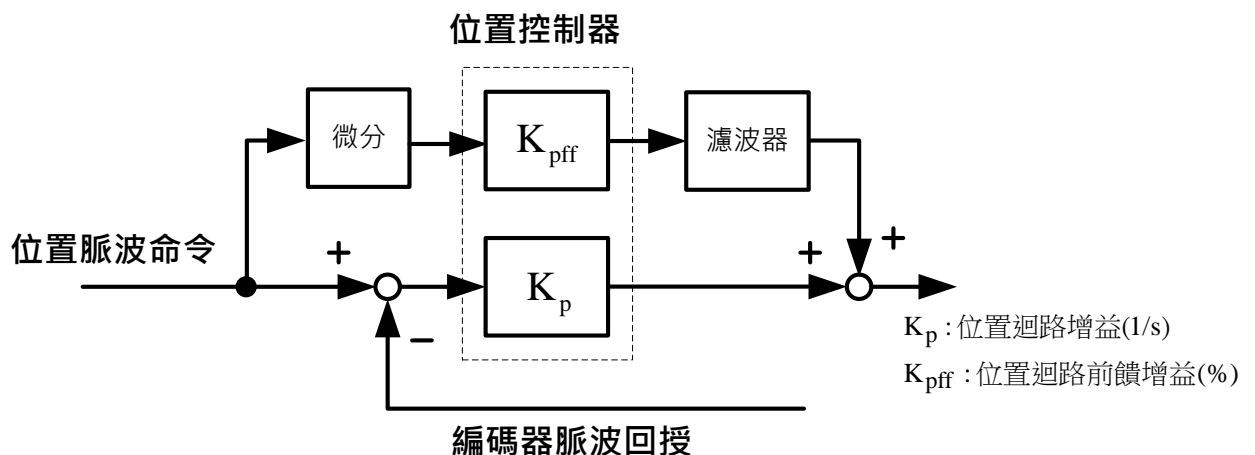 位置控制器
微分
Kpff
濾波器
位置脈波命令
+
+
+
Kp
−
Kp : 位置迴路增益(1/s)
Kpff : 位置迴路前饋增益(%)
編碼器脈波回授